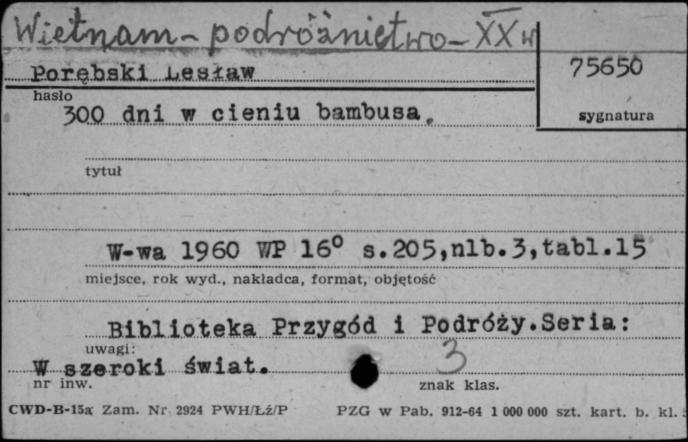 Wietnam - podróżnictwo - XX w
Porębski Lesław
75650
hasło
sygnatura
300 dni w cieniu bambusa.
tytuł
W-wa 1960 WP 16° s.205,nlb.3,tabl.15
miejsce, rok wyd., nakładca, format, objętość
Biblioteka Przygód i Podróży.Seria:
uwagi:
W szeroki świat.
3
nr inw.
znak klas.
CWD-B-15a Zam. Nr 2924 PWH/Łź/P PZG w Pab. 912-64 1 000 000 szt. kart. b. kl. :